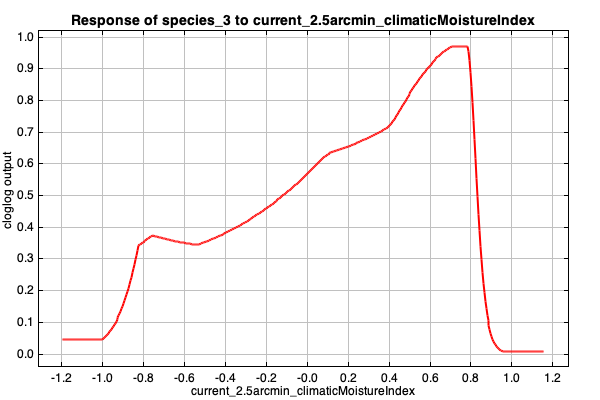 Response of species_3 to current_2.5arcmin_climaticMoistureIndex
1.0
0.9
0.8
0.7
0.6
0.5
0.4
0.3
0.2
0.1
0.0
cloglog output
-1.2 -1.0 -0.8 -0.6 -0.4 -0.2 -0.0 0.2 0.4 0.6 0.8 1.0 1.2
current_2.5arcmin_climaticMoistureIndex